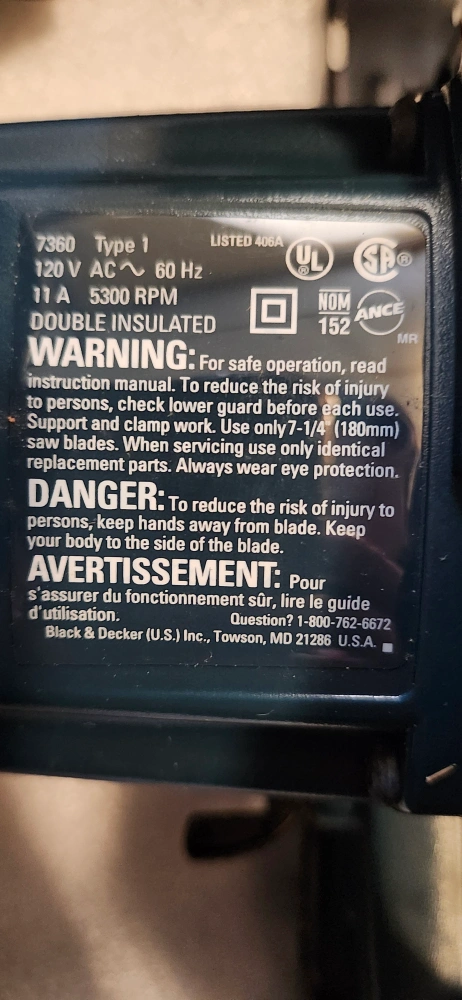 7360 Type 1 LISTED 406A UL® CSA®
120 V AC ~ 60 Hz
11 A 5300 RPM NOM ANCE
DOUBLE INSULATED 152 MR
WARNING: For safe operation, read
instruction manual. To reduce the risk of injury
to persons, check lower guard before each use.
Support and clamp work. Use only 7-1/4" (180mm)
saw blades. When servicing use only identical
replacement parts. Always wear eye protection.
DANGER: To reduce the risk of injury to
persons, keep hands away from blade. Keep
your body to the side of the blade.
AVERTISSEMENT: Pour
s'assurer du fonctionnement sûr, lire le guide
d'utilisation. Question? 1-800-762-6672
Black & Decker (U.S.) Inc., Towson, MD 21286 U.S.A.